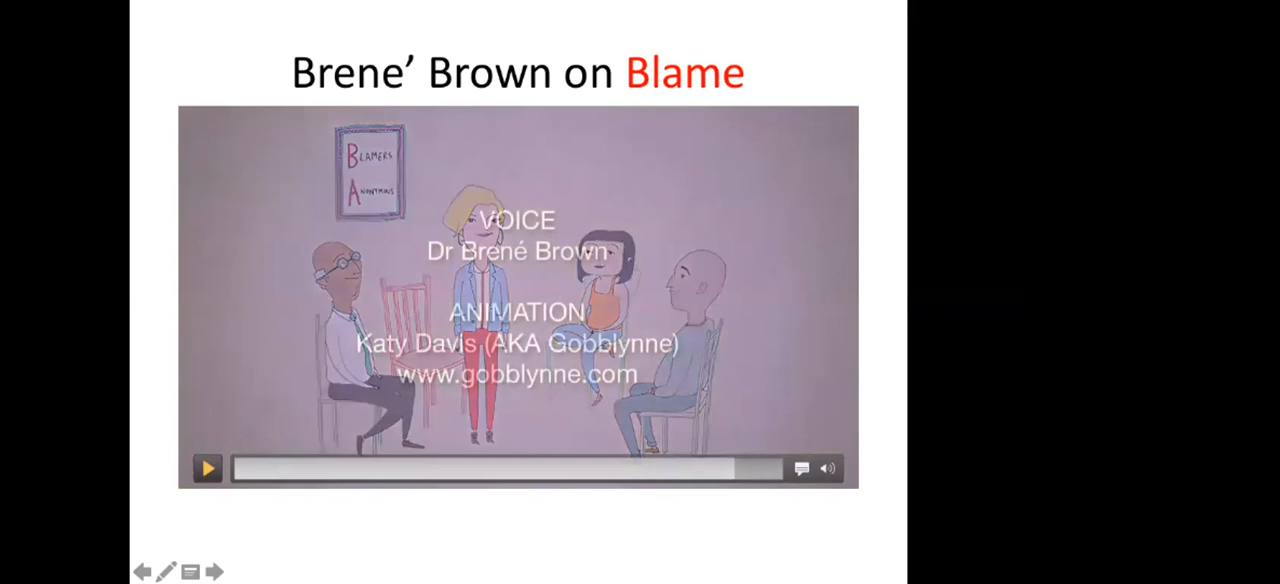 Brene’ Brown on Blame
BLAMERS
ANONYMOUS
VOICE
Dr Brené Brown
ANIMATION
Katy Davis (AKA Gobblynne)
www.gobblynne.com